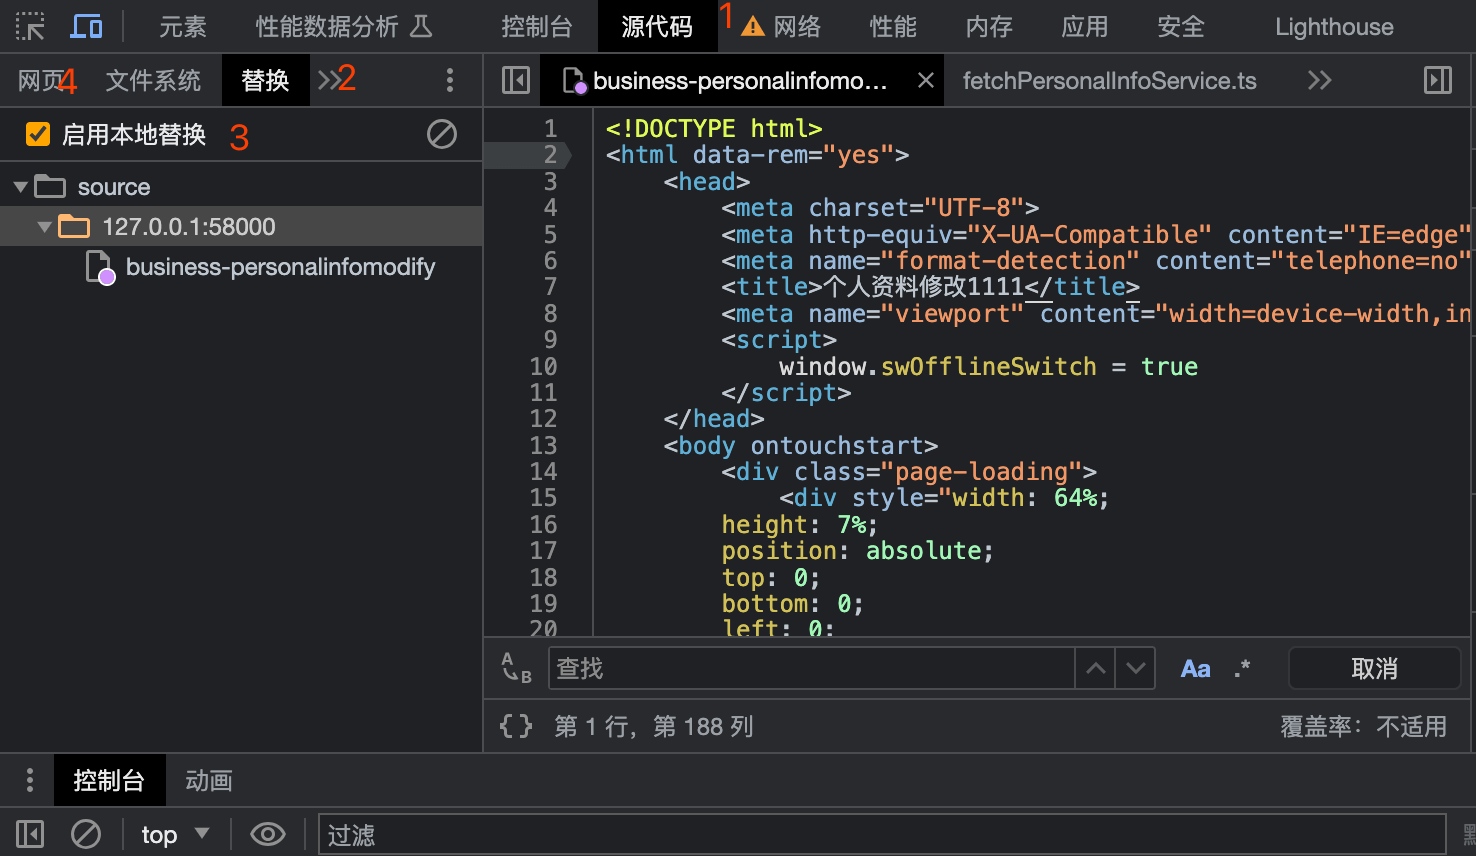 元素 性能数据分析 控制台 源代码 1 网络 性能 内存 应用 安全 Lighthouse
网页 4 文件系统 替换 2
business-personalinfomo... fetchPersonalInfoService.ts
启用本地替换 3
source
127.0.0.1:58000
business-personalinfomodify
1 <!DOCTYPE html>
2 <html data-rem="yes">
3 <head>
4 <meta charset="UTF-8">
5 <meta http-equiv="X-UA-Compatible" content="IE=edge"
6 <meta name="format-detection" content="telephone=no"
7 <title>个人资料修改1111</title>
8 <meta name="viewport" content="width=device-width,in
9 <script>
10 window.swOfflineSwitch = true
11 </script>
12 </head>
13 <body ontouchstart>
14 <div class="page-loading">
15 <div style="width: 64%;
16 height: 7%;
17 position: absolute;
18 top: 0;
19 bottom: 0;
20 left: 0;
A B 查找 Aa .* 取消
{} 第 1 行，第 188 列 覆盖率：不适用
控制台 动画
top 过滤